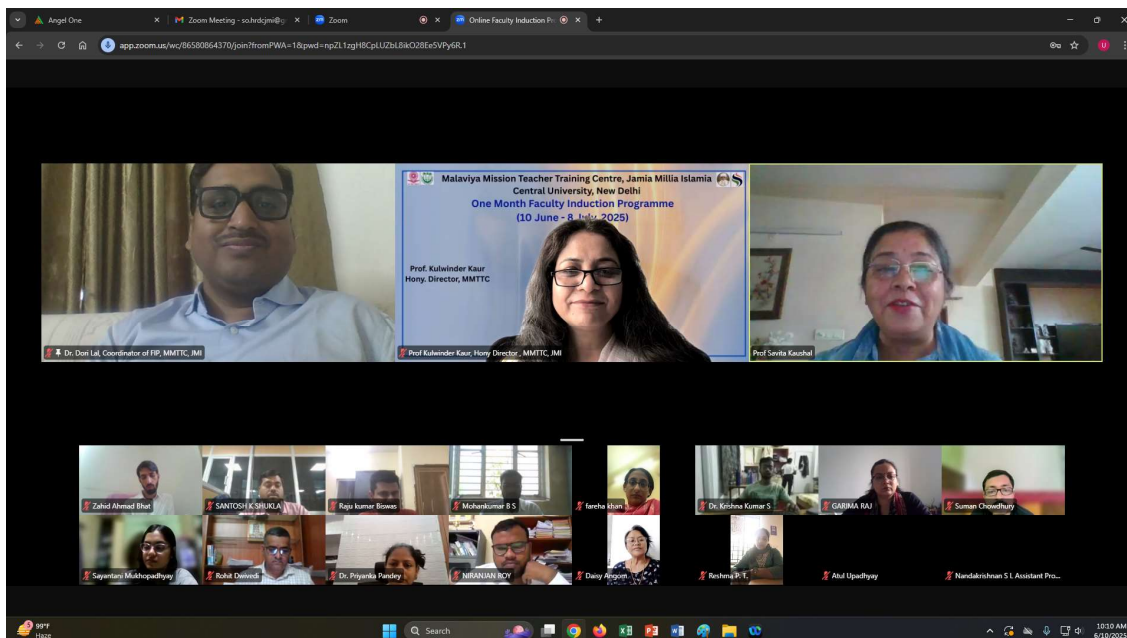 Angel One
Zoom Meeting - so.hrdcjmi@g
Zoom
Online Faculty Induction Pr
app.zoom.us/wc/86580864370/join?fromPWA=1&pwd=npZL1zgH8CpLUZbL8ikO28Ee5VPy6R.1
U
Malaviya Mission Teacher Training Centre, Jamia Millia Islamia
Central University, New Delhi
One Month Faculty Induction Programme
(10 June - 8 July, 2025)
Prof. Kulwinder Kaur
Hony. Director, MMTTC
Dr. Dori Lal, Coordinator of FIP, MMTTC, JMI
Prof Kulwinder Kaur, Hony Director , MMTTC, JMI
Prof Savita Kaushal
Zahid Ahmad Bhat
SANTOSH K SHUKLA
Raju kumar Biswas
Mohankumar B S
fareha khan
Dr. Krishna Kumar S
GARIMA RAJ
Suman Chowdhury
Sayantani Mukhopadhyay
Rohit Dwivedi
Dr. Priyanka Pandey
NIRANJAN ROY
Daisy Angom
Reshma P. T.
Atul Upadhyay
Nandakrishnan S L Assistant Pro...
99°F
Haze
Search
10:10 AM
6/10/2025